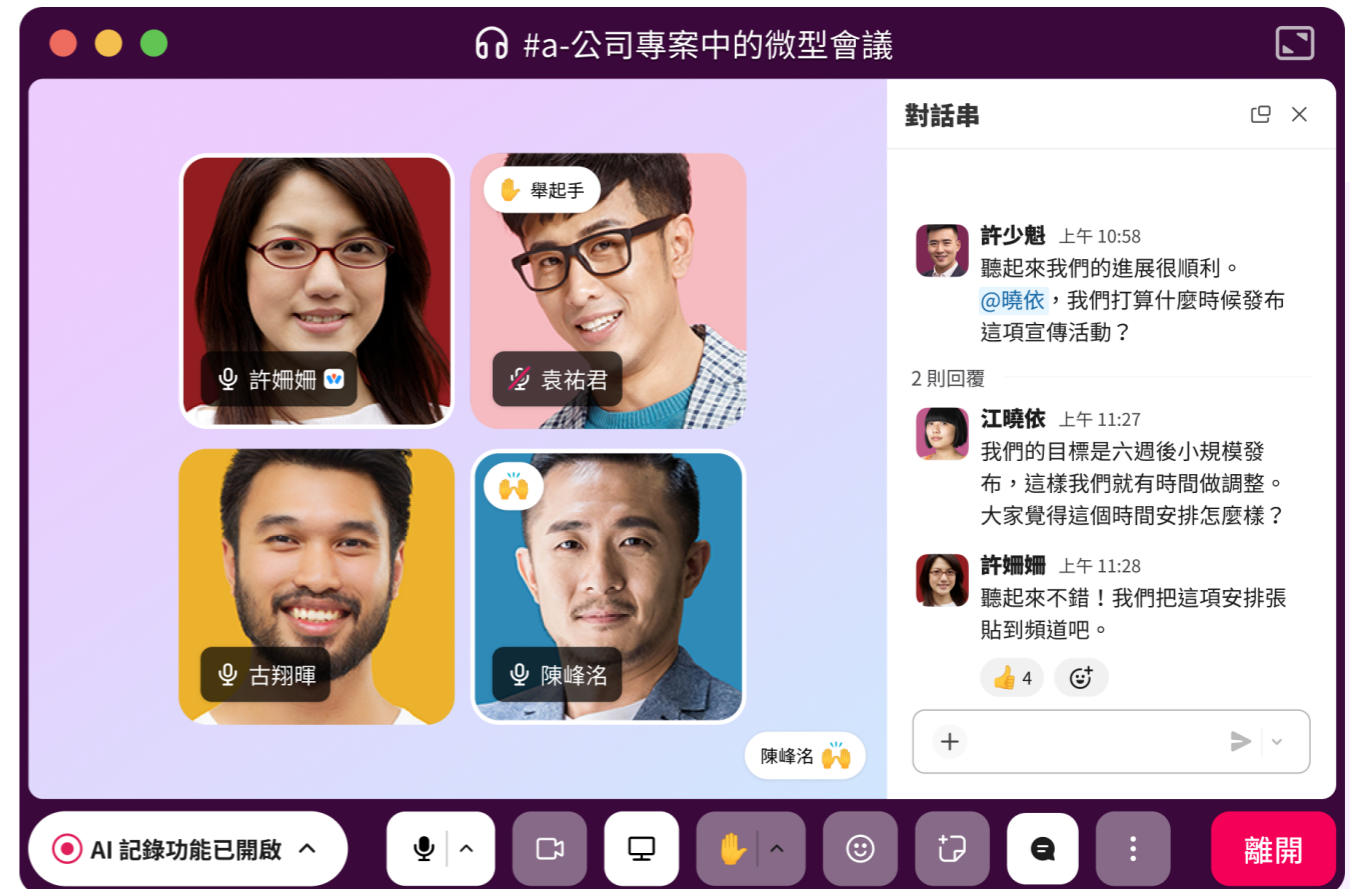 #a-公司專案中的微型會議
舉起手
許姍姍
袁祐君
古翔暉
陳峰洺
陳峰洺
對話串
許少魁 上午 10:58
聽起來我們的進展很順利。
@曉依，我們打算什麼時候發布
這項宣傳活動？
2 則回覆
江曉依 上午 11:27
我們的目標是六週後小規模發
布，這樣我們就有時間做調整。
大家覺得這個時間安排怎麼樣？
許姍姍 上午 11:28
聽起來不錯！我們把這項安排張
貼到頻道吧。
4
AI 記錄功能已開啟
離開